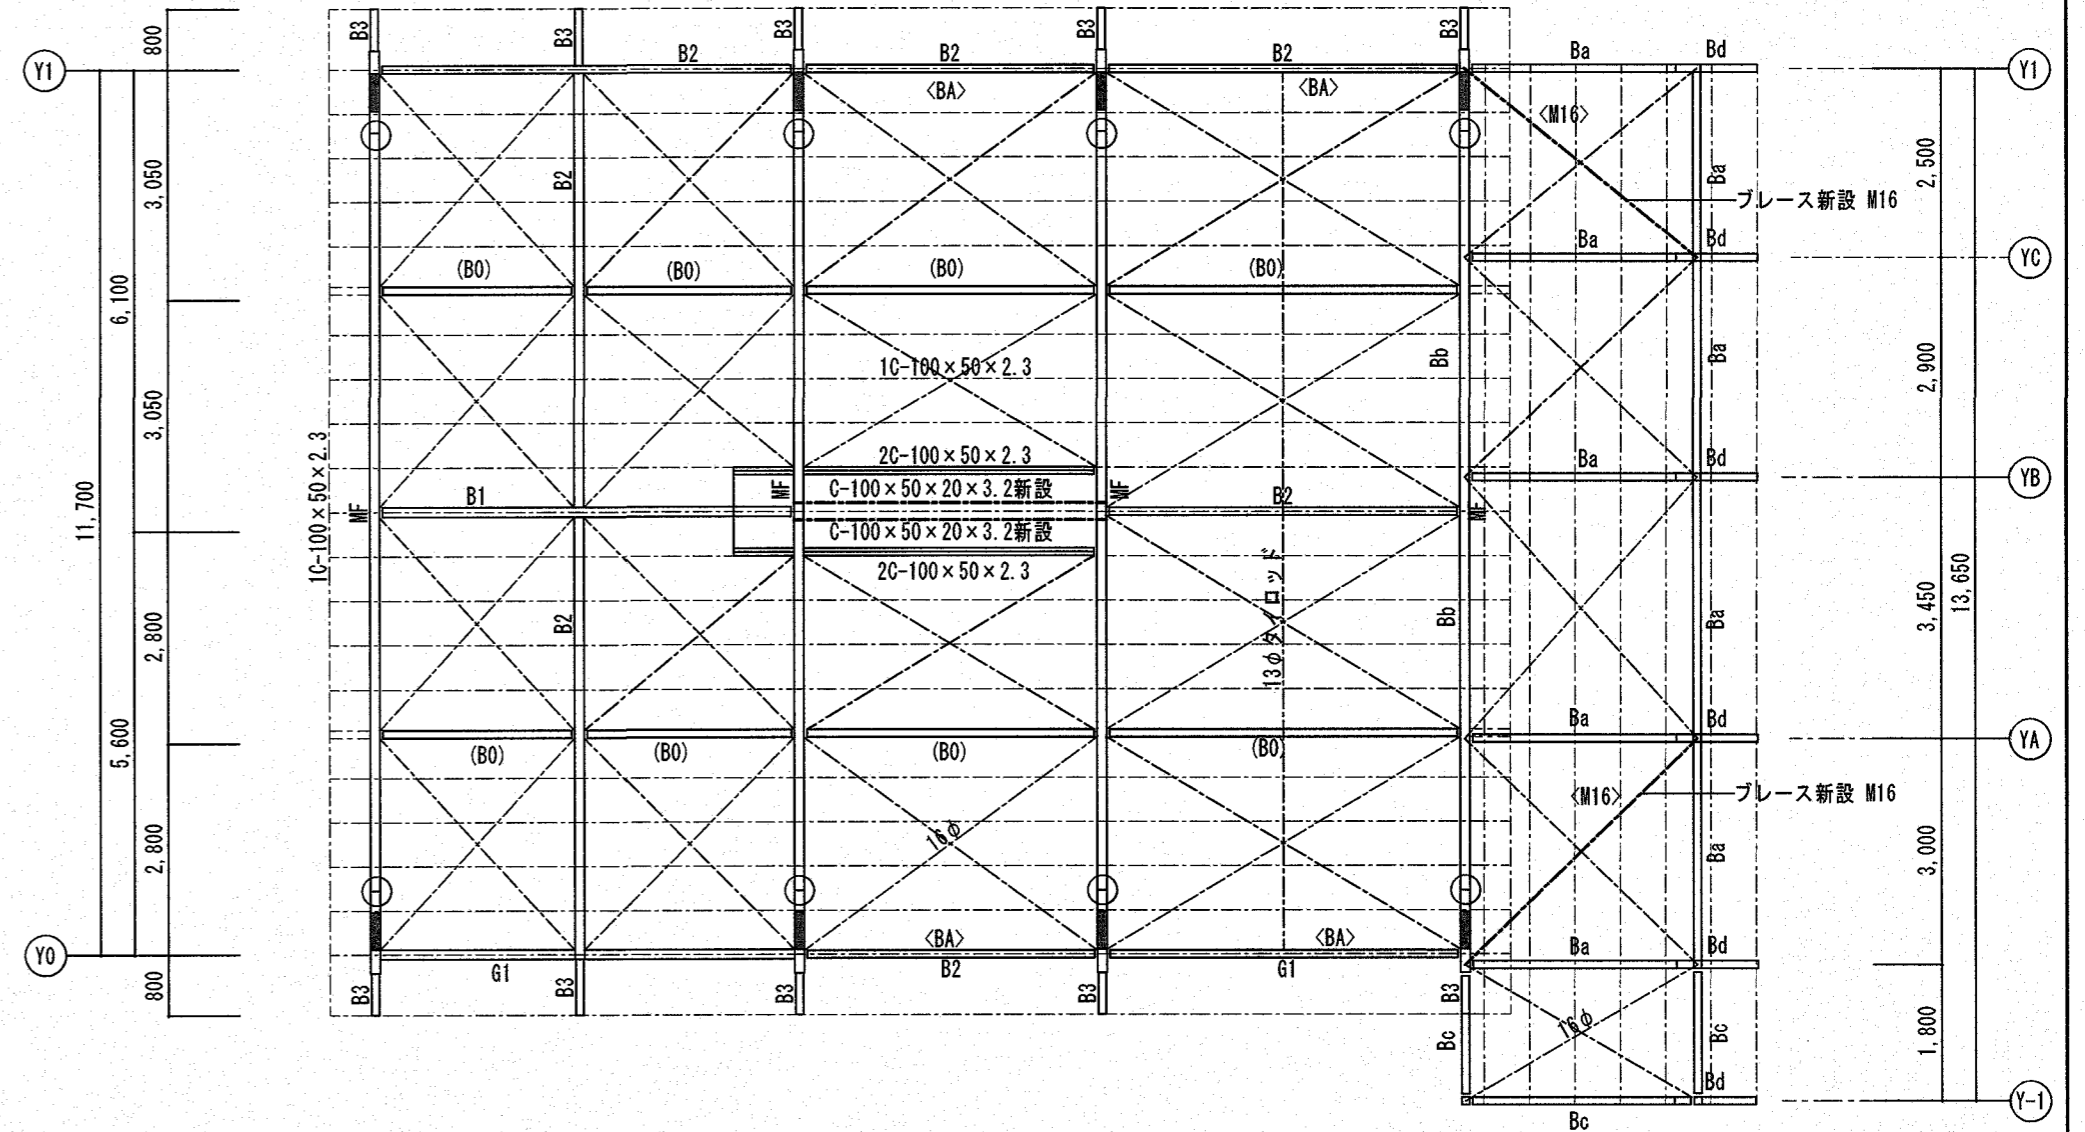 B3 B3 B3 B3 B3
800
Y1 B2 B2 B2 Ba Bd Y1
<BA> <BA>
<M16>
3,050 B2 Ba 2,500
ブレース新設 M16
(B0) (B0) (B0) (B0) Ba Bd YC
6,100
1C-100×50×2.3 Bb Ba 2,900
3,050
2C-100×50×2.3 Ba Bd YB
1C-100×50×2.3 MF B1 MF C-100×50×20×3.2新設 MF B2 MF
11,700
C-100×50×20×3.2新設
2C-100×50×2.3
13,650
2,800 B2 13φタイロッド Bb Ba 3,450
5,600
(B0) (B0) (B0) (B0) Ba Bd YA
<M16> ブレース新設 M16
2,800 16φ Ba 3,000
<BA> <BA>
Y0 G1 B2 G1 Ba Bd
800 B3 B3 B3 B3 B3
16φ
Bc Bc 1,800
Bd
Y-1
Bc